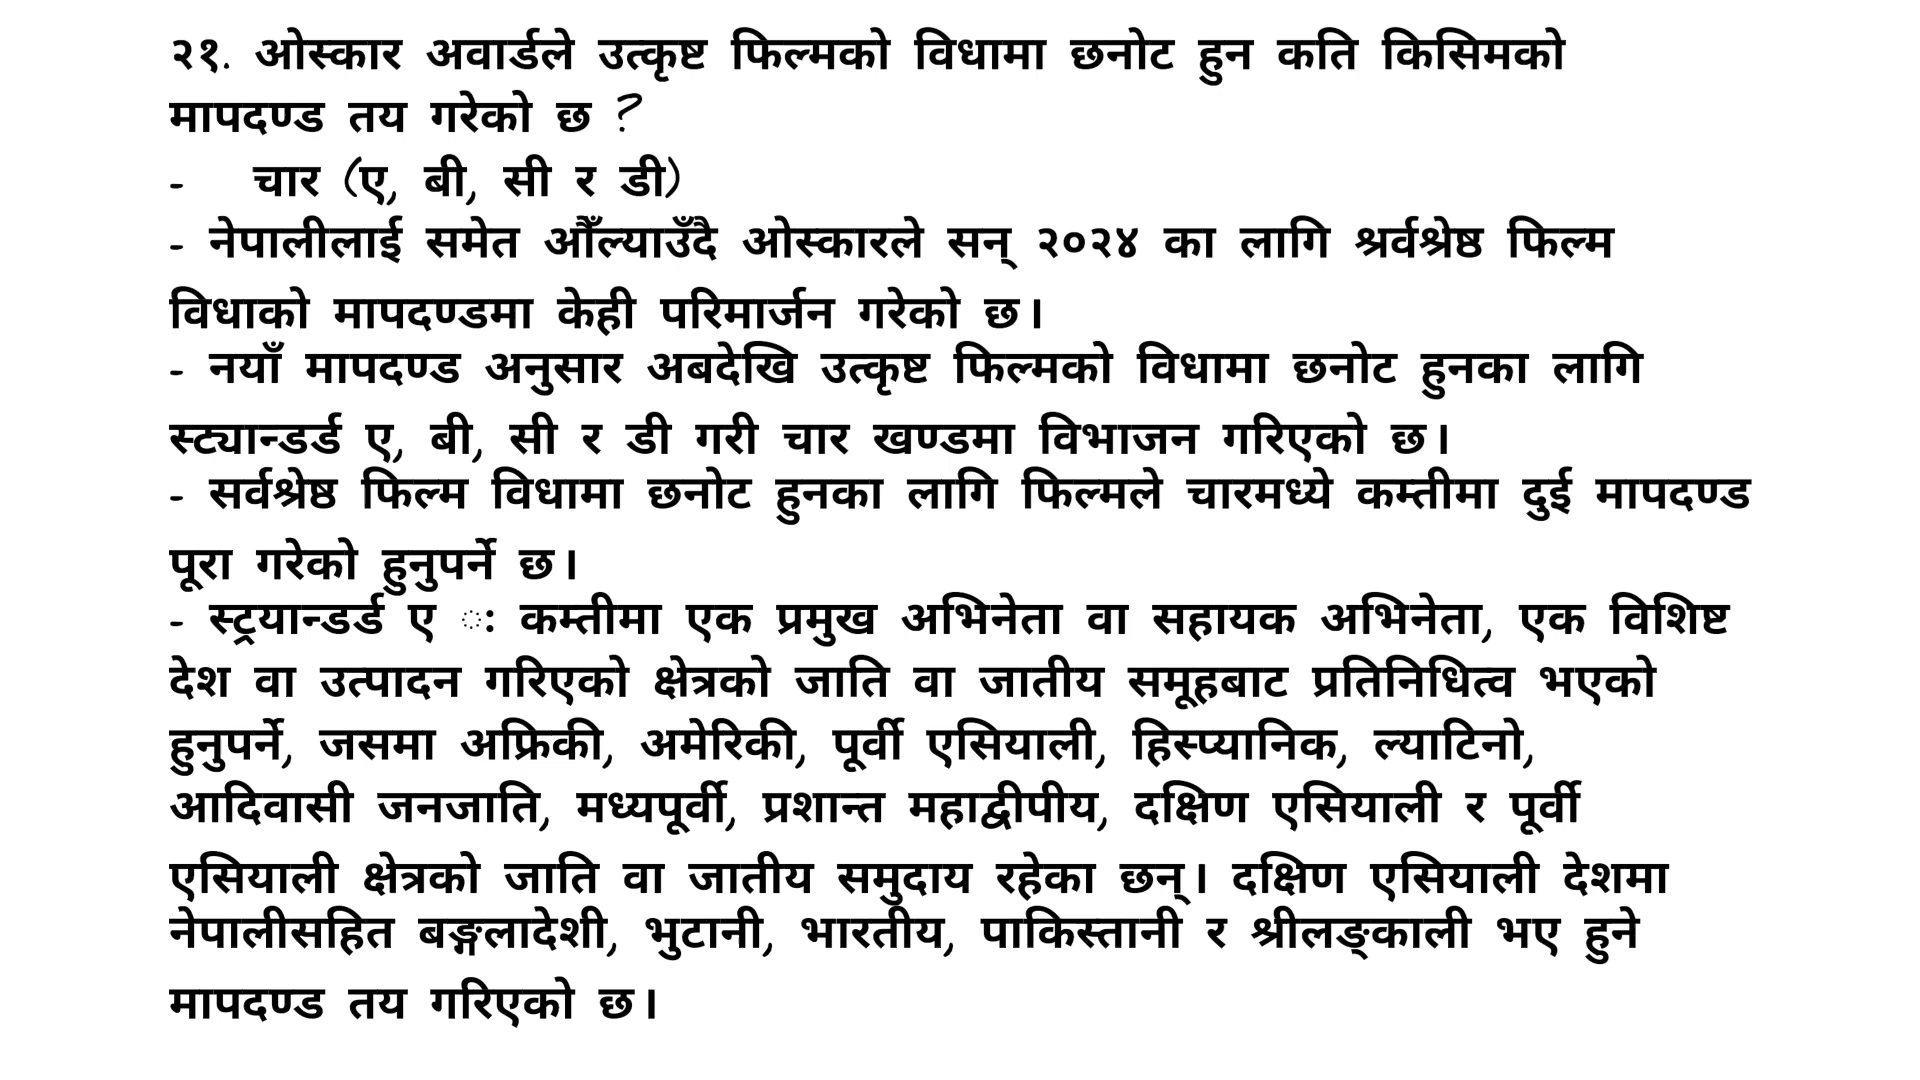 २१. ओस्कार अवार्डले उत्कृष्ट फिल्मको विधामा छनोट हुन कति किसिमको
मापदण्ड तय गरेको छ ?
- चार (ए, बी, सी र डी)
- नेपालीलाई समेत औँल्याउँदै ओस्कारले सन् २०२४ का लागि श्रर्वश्रेष्ठ फिल्म
विधाको मापदण्डमा केही परिमार्जन गरेको छ।
- नयाँ मापदण्ड अनुसार अबदेखि उत्कृष्ट फिल्मको विधामा छनोट हुनका लागि
स्ट्यान्डर्ड ए, बी, सी र डी गरी चार खण्डमा विभाजन गरिएको छ।
- सर्वश्रेष्ठ फिल्म विधामा छनोट हुनका लागि फिल्मले चारमध्ये कम्तीमा दुई मापदण्ड
पूरा गरेको हुनुपर्ने छ।
- स्ट्रयान्डर्ड ए ः कम्तीमा एक प्रमुख अभिनेता वा सहायक अभिनेता, एक विशिष्ट
देश वा उत्पादन गरिएको क्षेत्रको जाति वा जातीय समूहबाट प्रतिनिधित्व भएको
हुनुपर्ने, जसमा अफ्रिकी, अमेरिकी, पूर्वी एसियाली, हिस्प्यानिक, ल्याटिनो,
आदिवासी जनजाति, मध्यपूर्वी, प्रशान्त महाद्वीपीय, दक्षिण एसियाली र पूर्वी
एसियाली क्षेत्रको जाति वा जातीय समुदाय रहेका छन्। दक्षिण एसियाली देशमा
नेपालीसहित बङ्गलादेशी, भुटानी, भारतीय, पाकिस्तानी र श्रीलङ्‌काली भए हुने
मापदण्ड तय गरिएको छ।